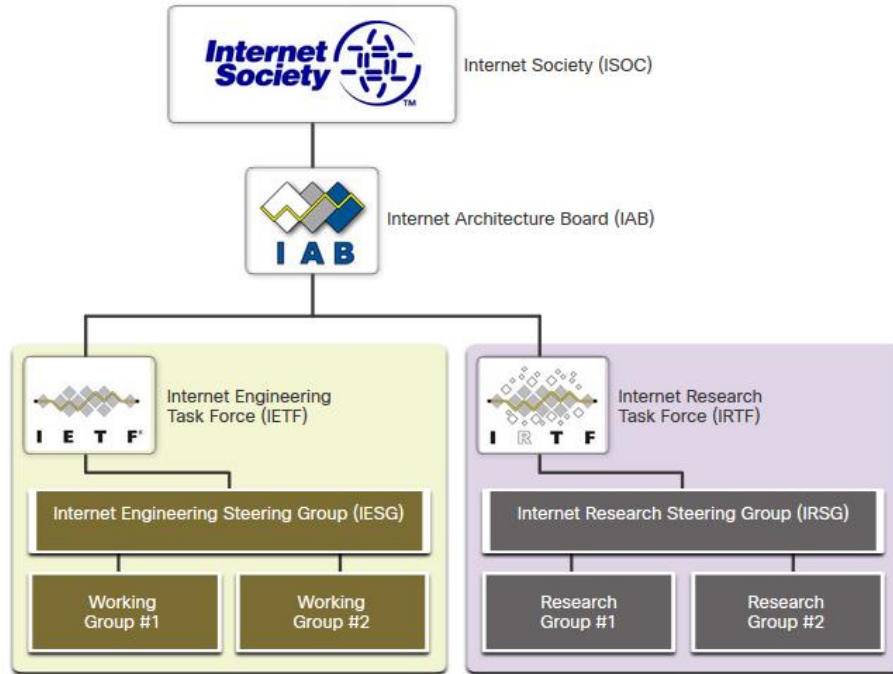 Internet
Society
TM
Internet Society (ISOC)
I A B
Internet Architecture Board (IAB)
I E T F®
Internet Engineering
Task Force (IETF)
I R T F
Internet Research
Task Force (IRTF)
Internet Engineering Steering Group (IESG)
Working
Group #1
Working
Group #2
Internet Research Steering Group (IRSG)
Research
Group #1
Research
Group #2